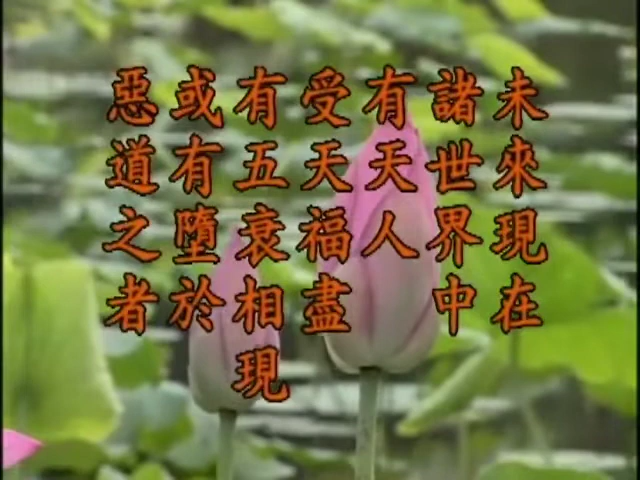 未來現在
諸世界中
有天人
受天福盡
有五衰相現
或有墮於
惡道之者